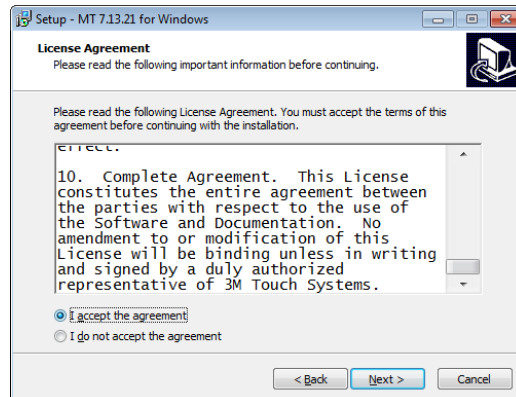 Setup - MT 7.13.21 for Windows
License Agreement
Please read the following important information before continuing.
Please read the following License Agreement. You must accept the terms of this
agreement before continuing with the installation.
effect.
10.  Complete Agreement.  This License
constitutes the entire agreement between
the parties with respect to the use of
the Software and Documentation.  No
amendment to or modification of this
License will be binding unless in writing
and signed by a duly authorized
representative of 3M Touch Systems.
I accept the agreement
I do not accept the agreement
< Back
Next >
Cancel